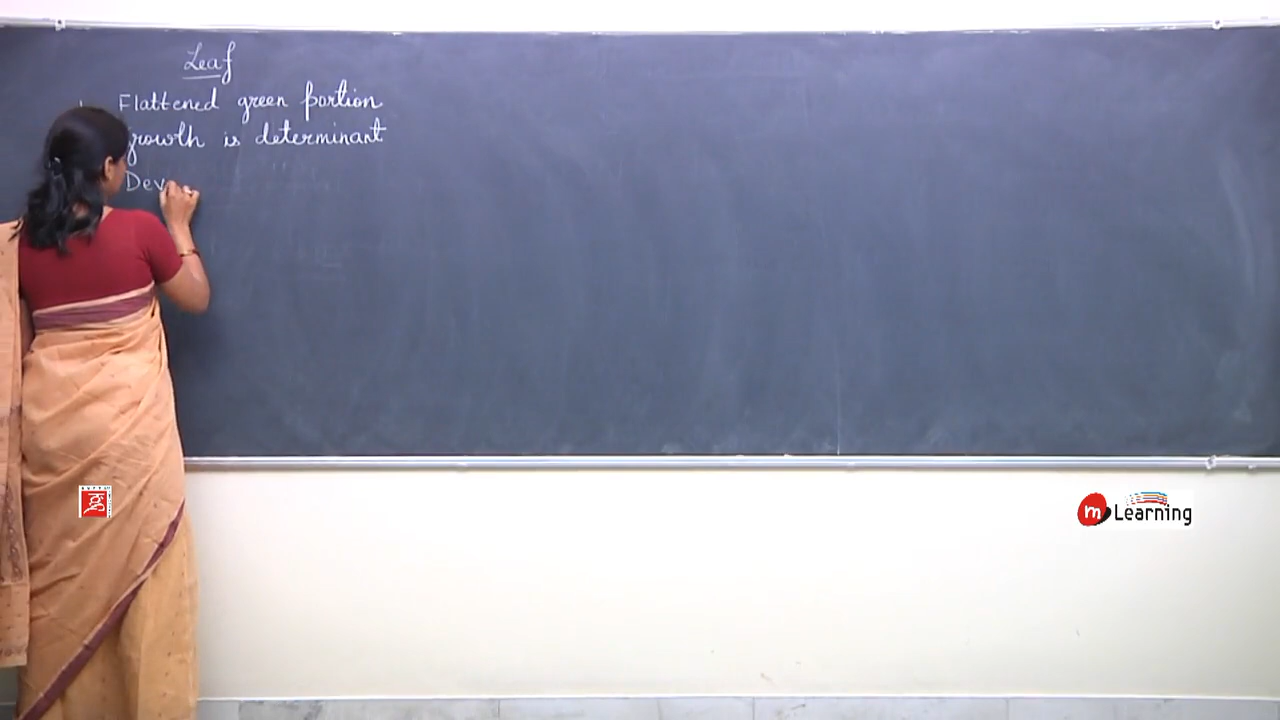 Leaf
Flattened green portion
growth is determinant
Dev
m Learning